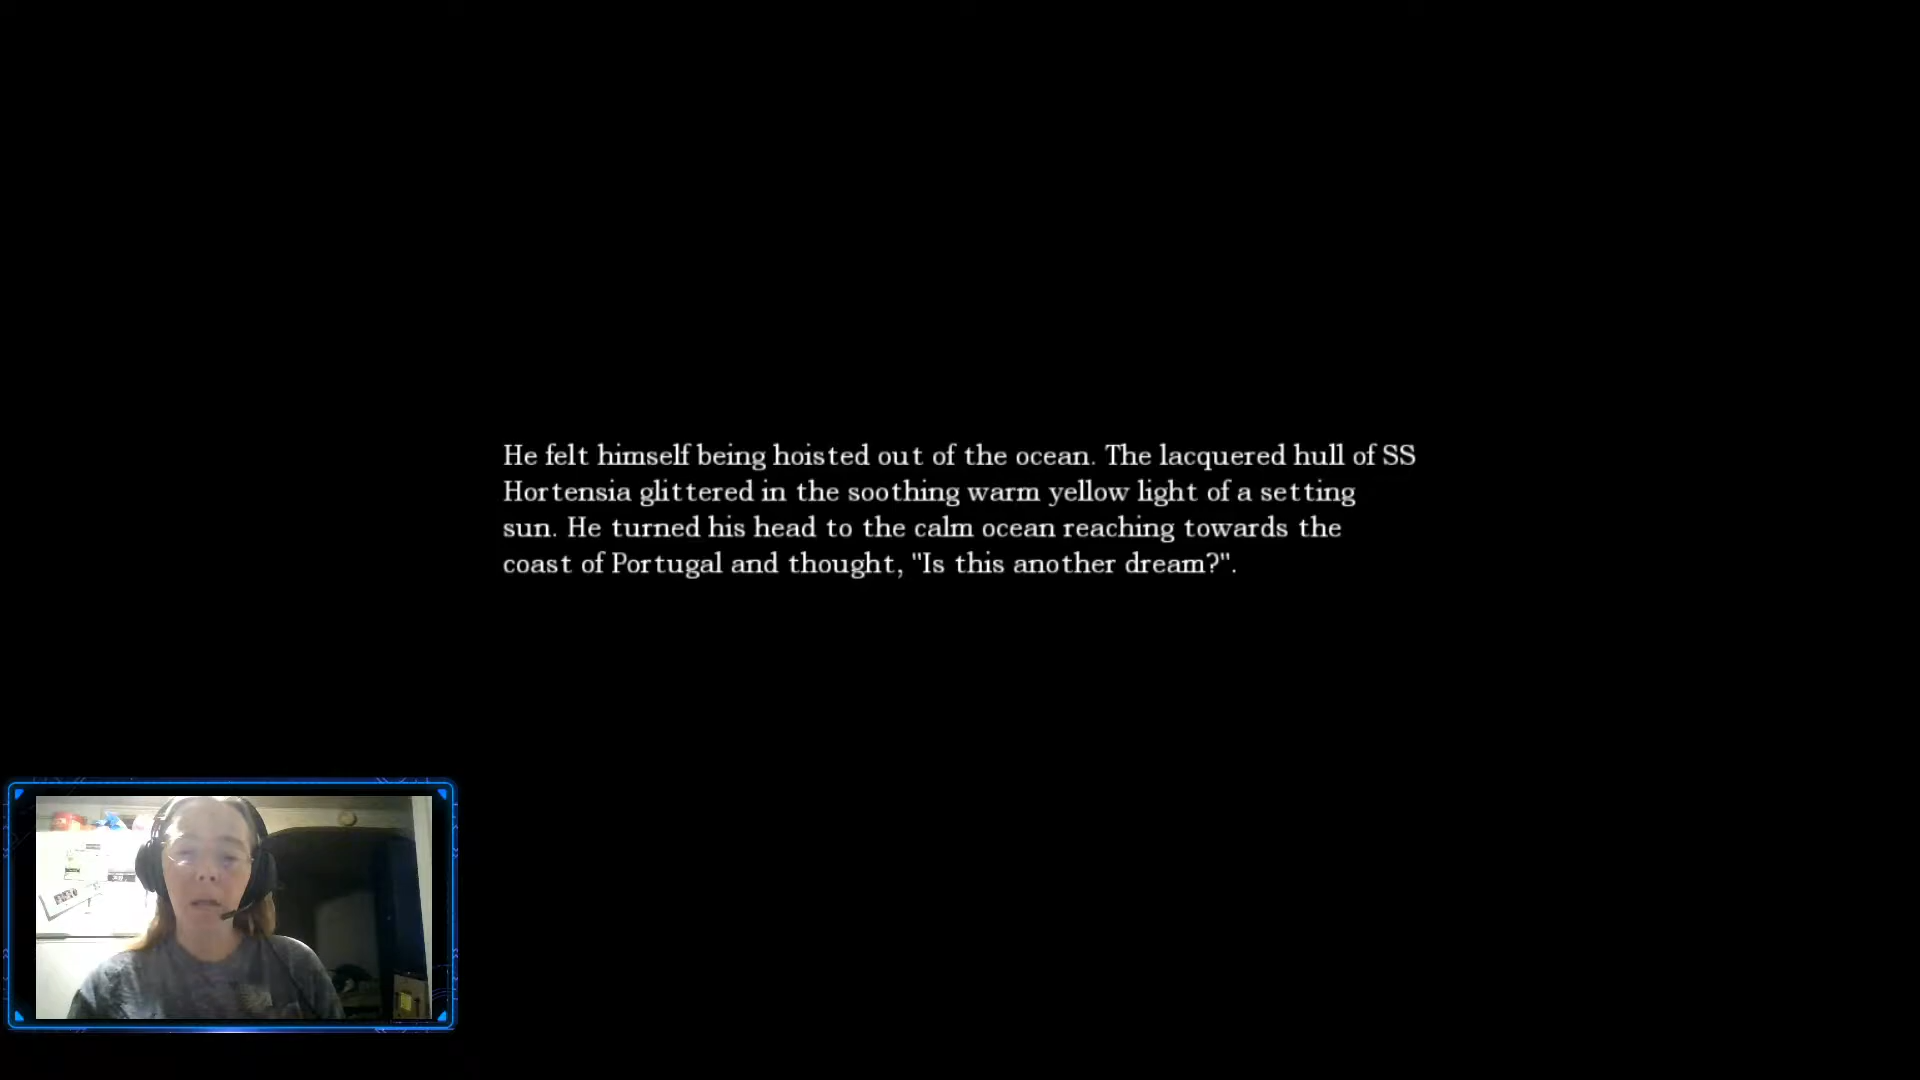 He felt himself being hoisted out of the ocean. The lacquered hull of SS
Hortensia glittered in the soothing warm yellow light of a setting
sun. He turned his head to the calm ocean reaching towards the
coast of Portugal and thought, "Is this another dream?".